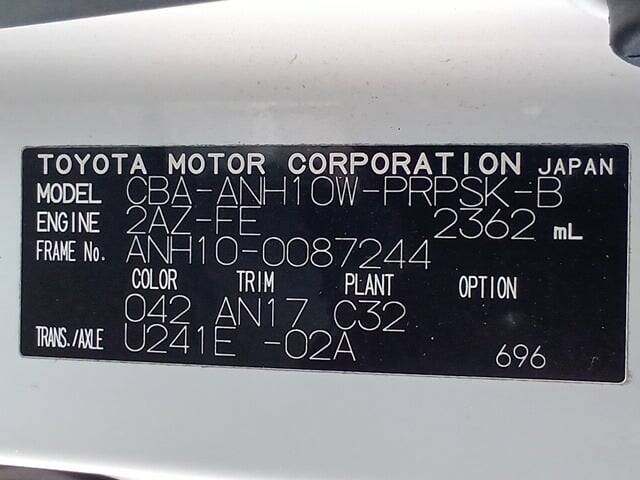 TOYOTA MOTOR CORPORATION JAPAN
MODEL CBA-ANH10W-PRPSK-B
ENGINE 2AZ-FE 2362 mL
FRAME No. ANH10-0087244
COLOR TRIM PLANT OPTION
042 AN17 C32
TRANS./AXLE U241E -02A
696